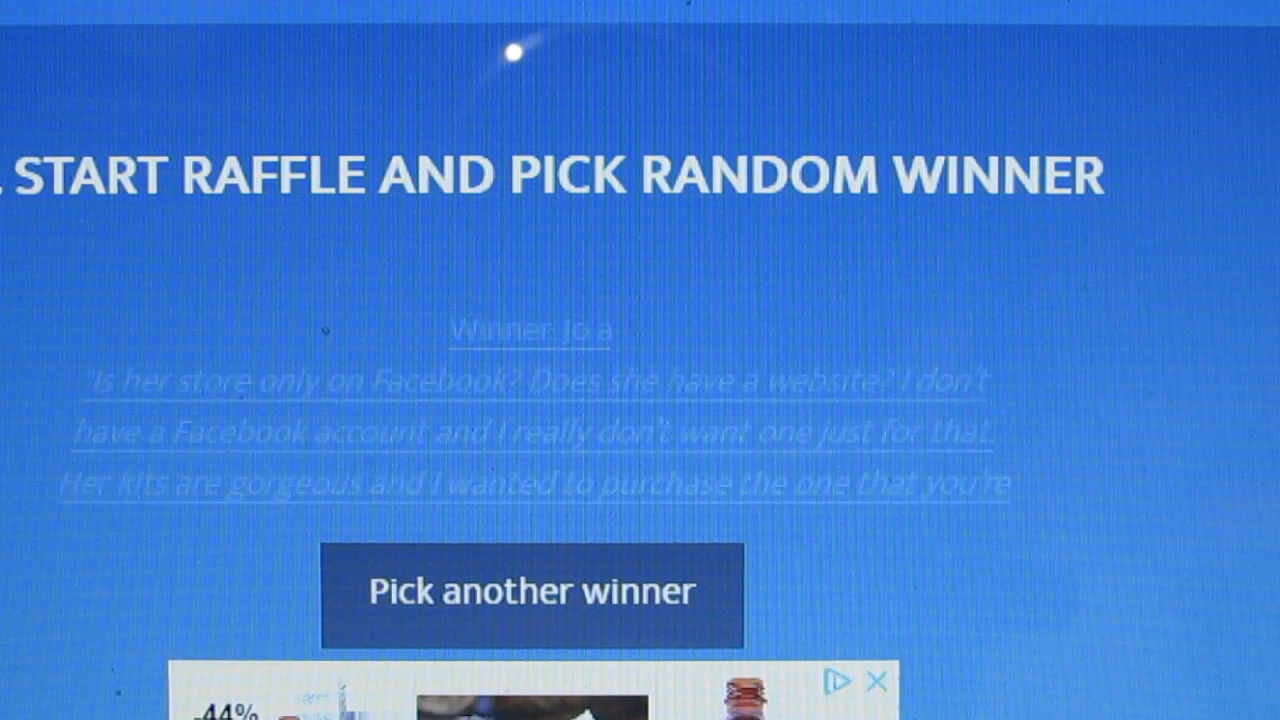 . START RAFFLE AND PICK RANDOM WINNER
Winner: Jo a
"Is her store only on Facebook? Does she have a website? I don't
have a Facebook account and I really don't want one just for that.
Her kits are gorgeous and I wanted to purchase the one that you're
Pick another winner
-44%